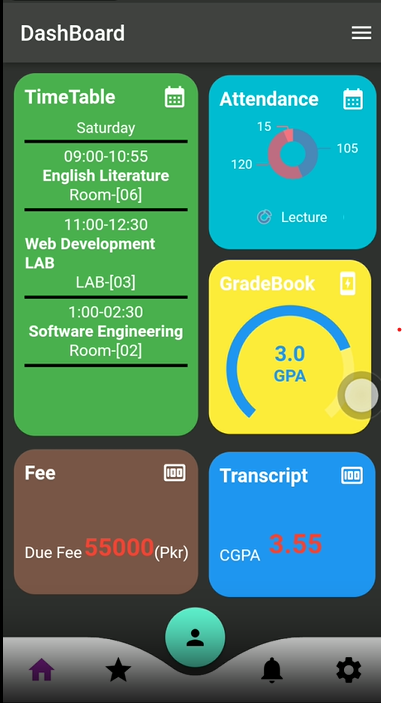 DashBoard
TimeTable
Saturday
09:00-10:55
English Literature
Room-[06]
11:00-12:30
Web Development
LAB
LAB-[03]
1:00-02:30
Software Engineering
Room-[02]
Attendance
15
105
120
Lecture
GradeBook
3.0
GPA
Fee
Due Fee 55000(Pkr)
Transcript
CGPA 3.55